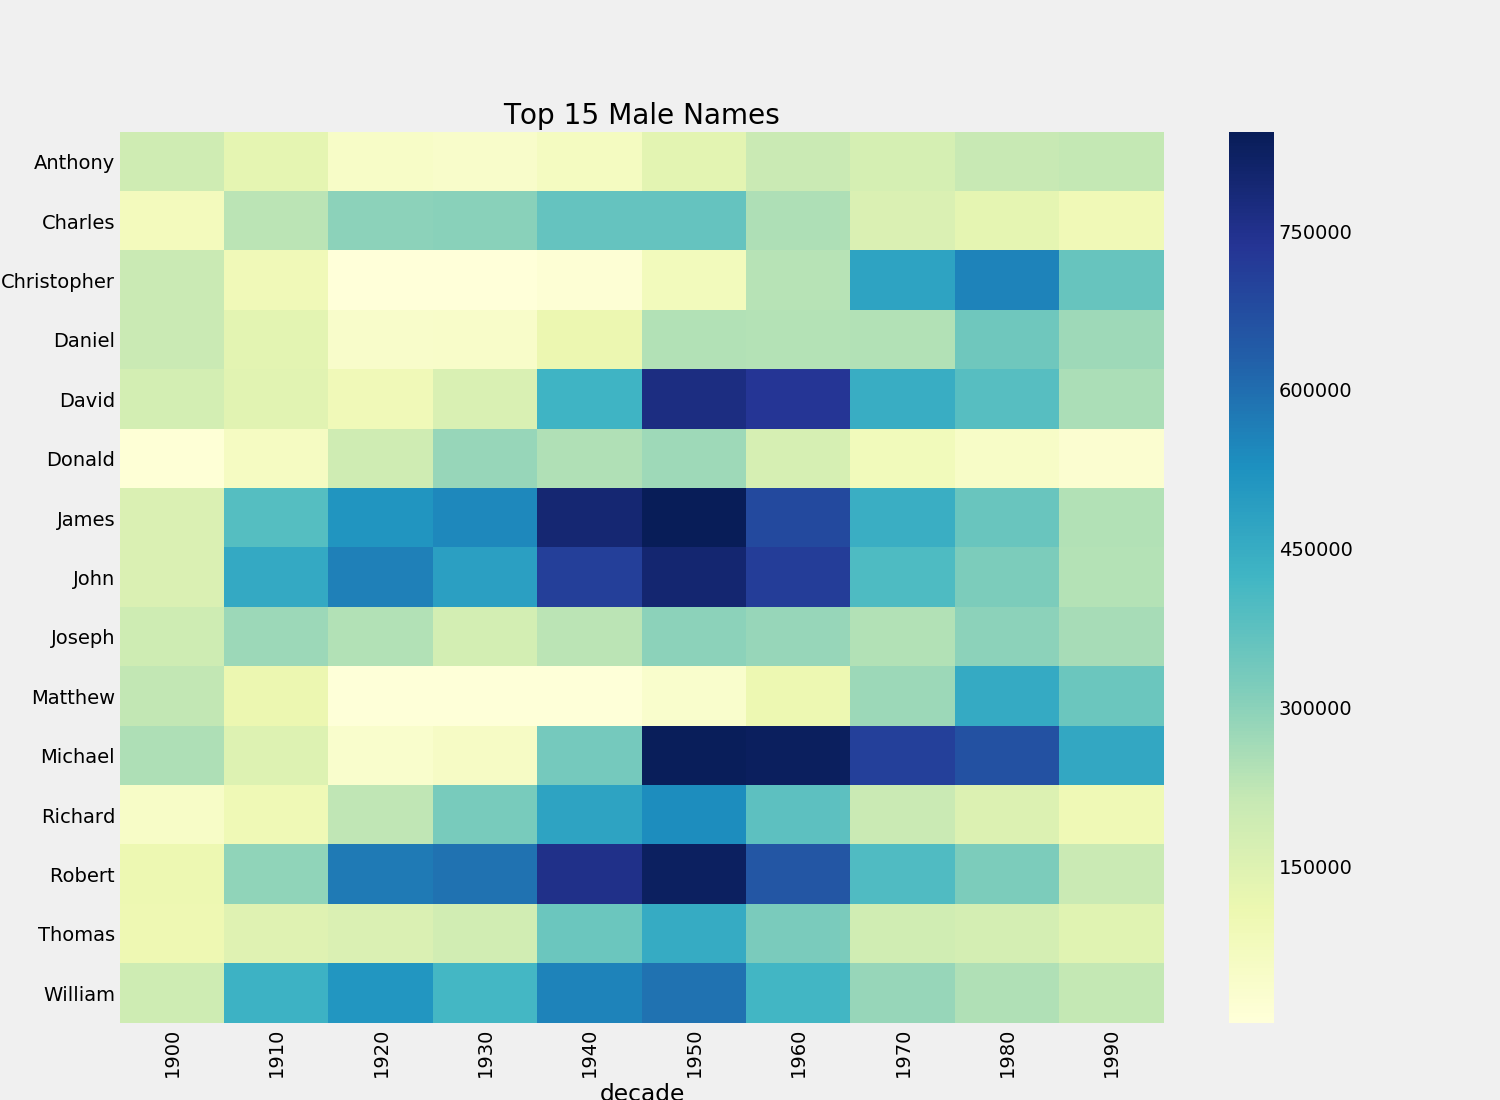 Top 15 Male Names
Anthony
Charles
Christopher
Daniel
David
Donald
James
John
Joseph
Matthew
Michael
Richard
Robert
Thomas
William
1900
1910
1920
1930
1940
1950
1960
1970
1980
1990
decade
750000
600000
450000
300000
150000